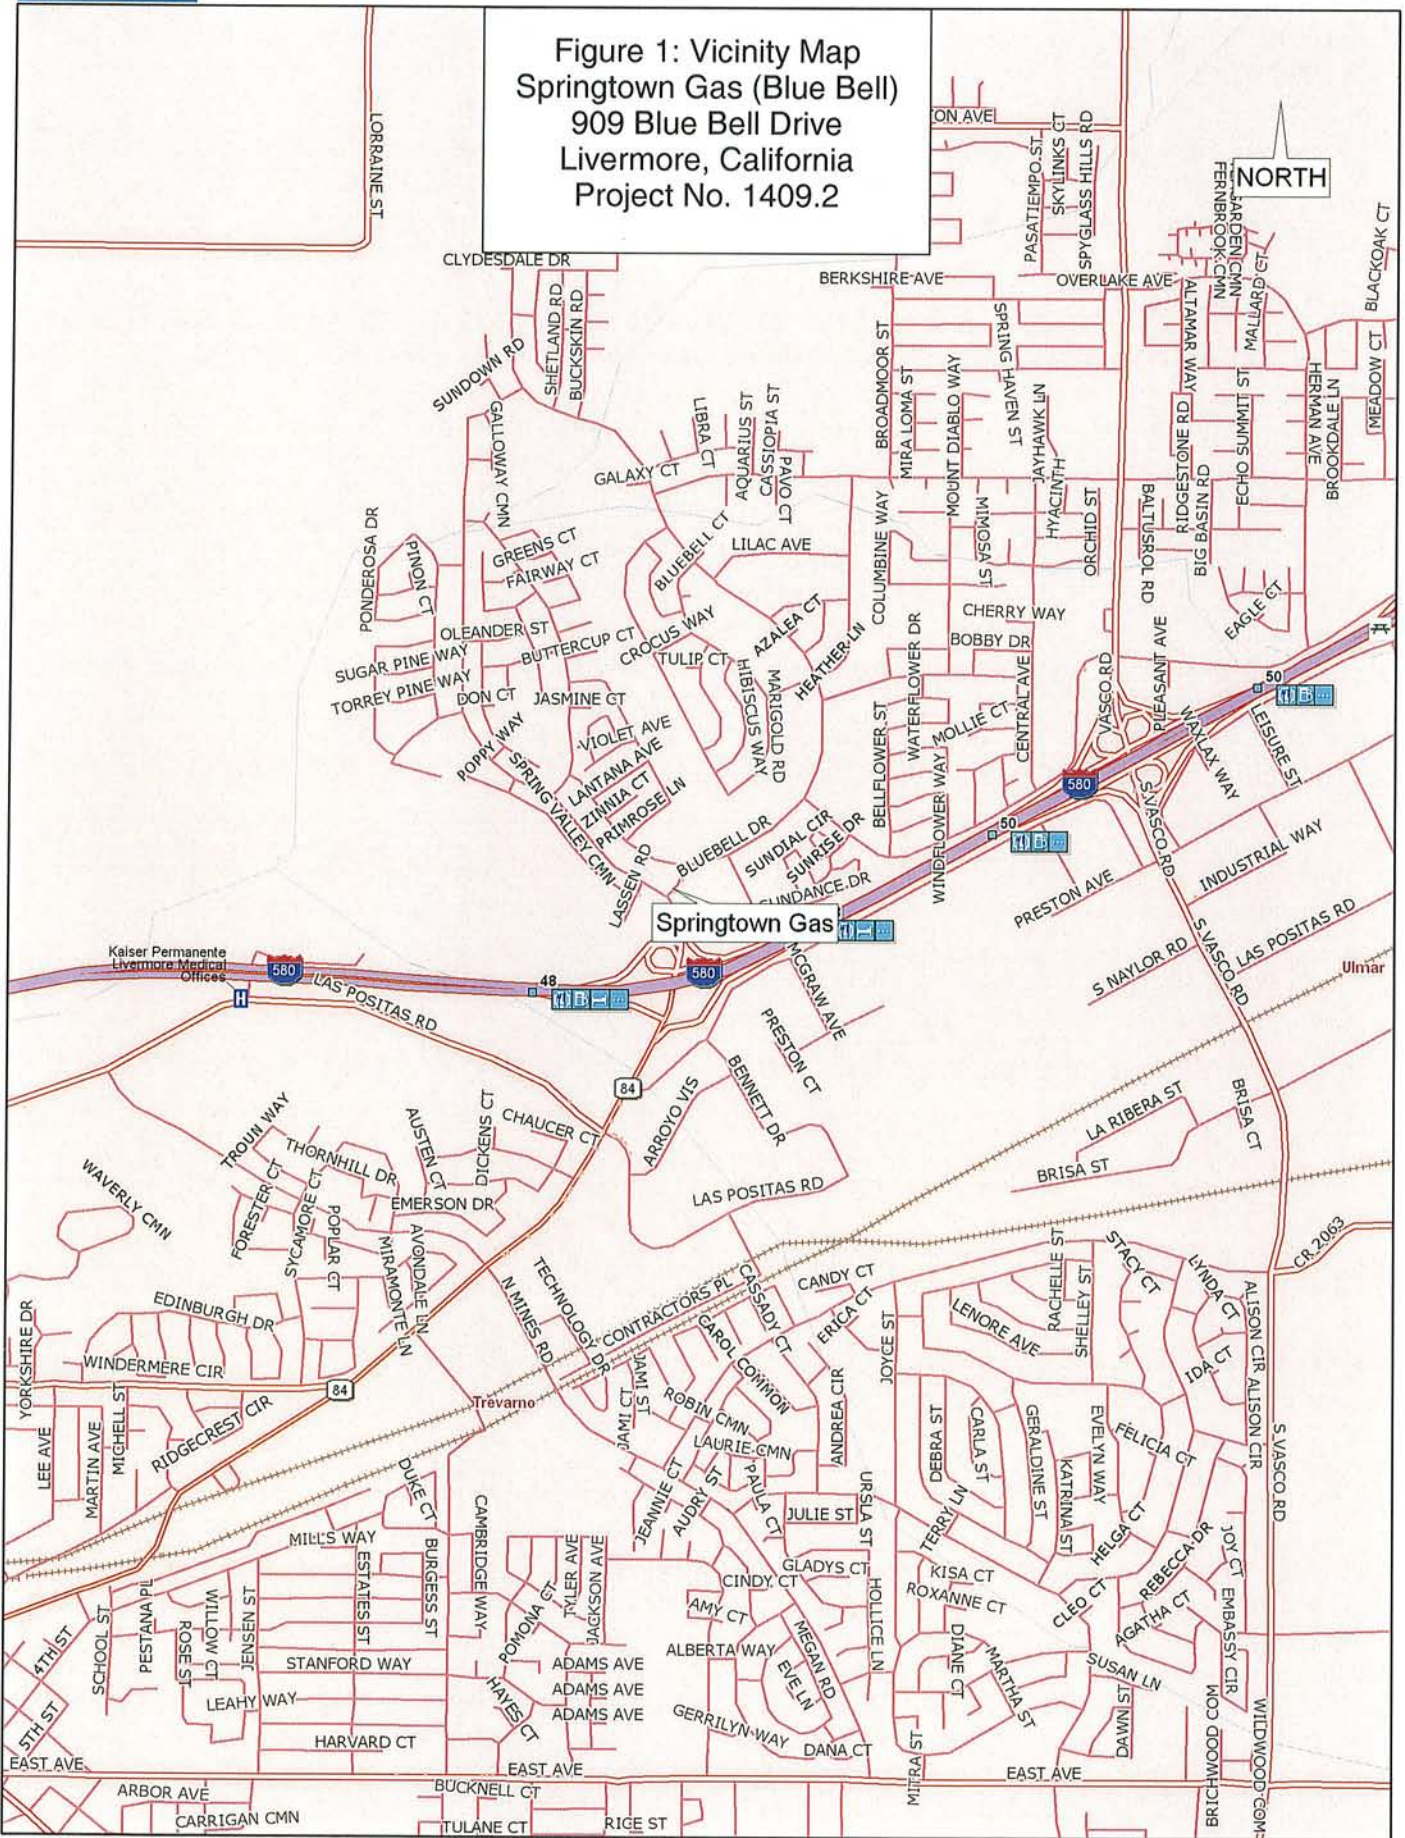 Figure 1: Vicinity Map
Springtown Gas (Blue Bell)
909 Blue Bell Drive
Livermore, California
Project No. 1409.2
NORTH
LORRAINE ST
ON AVE
PASATIEMPO ST
SKYLINKS CT
SPYGLASS HILLS RD
FERNBROOK CMN
GARDEN CMN
MALLARD CT
BLACKOAK CT
CLYDESDALE DR
BERKSHIRE AVE
OVERLAKE AVE
SHETLAND RD
BUCKSKIN RD
SUNDOWN RD
BROADMOOR ST
SPRING HAVEN ST
ALTAMAR WAY
MEADOW CT
HERMAN AVE
BROOKDALE LN
ECHO SUMMIT ST
GALLOWAY CMN
LIBRA CT
AQUARIUS ST
CASSIOPIA ST
PAVO CT
GALAXY CT
MIRA LOMA ST
MOUNT DIABLO WAY
JAYHAWK LN
HYACINTH
RIDGESTONE RD
BIG BASIN RD
BALTUSROL RD
ORCHID ST
MIMOSA ST
COLUMBINE WAY
PONDEROSA DR
PINON CT
GREENS CT
FAIRWAY CT
BLUEBELL CT
LILAC AVE
EAGLE CT
CHERRY WAY
BOBBY DR
OLEANDER ST
BUTTERCUP CT
CROCUS WAY
AZALEA CT
HEATHER LN
SUGAR PINE WAY
TORREY PINE WAY
TULIP CT
HIBISCUS WAY
MARIGOLD RD
DON CT
JASMINE CT
WATERFLOWER DR
CENTRAL AVE
VASCO RD
PLEASANT AVE
50
POPPY WAY
VIOLET AVE
LANTANA AVE
ZINNIA CT
PRIMROSE LN
SPRING VALLEY CMN
BELLFLOWER ST
MOLLIE CT
WINDFLOWER WAY
WAXAX WAY
LEISURE ST
580
S VASCO RD
50
BLUEBELL DR
SUNDIAL CIR
SUNRISE DR
SUNDANCE DR
LASSEN RD
INDUSTRIAL WAY
PRESTON AVE
Springtown Gas
S NAYLOR RD
S VASCO RD
LAS POSITAS RD
Ulmar
Kaiser Permanente
Livermore Medical
Offices
H
580
LAS POSITAS RD
48
580
MCGRAW AVE
PRESTON CT
84
ARROYO VIS
BENNETT DR
LA RIBERA ST
BRISA CT
BRISA ST
TROUN WAY
THORNHILL DR
AUSTEN CT
DICKENS CT
CHAUCER CT
LAS POSITAS RD
WAVERLY CMN
FORESTER CT
SYCAMORE CT
POPLAR CT
EMERSON DR
MIRAMONTE LN
AVONDALE LN
CR 2063
EDINBURGH DR
N MINES RD
TECHNOLOGY DR
CONTRACTORS PL
CASSADY CT
CANDY CT
ERICA CT
JOYCE ST
LENORE AVE
RACHELLE ST
SHELLEY ST
STACY CT
LYNDA CT
IDA CT
ALISON CIR
ALISON CIR
YORKSHIRE DR
WINDERMERE CIR
84
Trevarno
CAROL COMMON
JAMI ST
JAMI CT
ROBIN CMN
LAURIE CMN
ANDREA CIR
LEE AVE
MARTIN AVE
MICHELL ST
RIDGECREST CIR
DEBRA ST
CARLA ST
GERALDINE ST
KATRINA ST
EVELYN WAY
FELICIA CT
S VASCO RD
DUKE CT
CAMBRIDGE WAY
JEANNIE CT
AUDRY ST
PAULA CT
JULIE ST
URSULA ST
TERRY LN
HELGA CT
REBECCA DR
JOY CT
MILLS WAY
ESTATES ST
BURGESS ST
TYLER AVE
JACKSON AVE
POMONA CT
GLADYS CT
CINDY CT
AMY CT
HOLLICE LN
KISA CT
ROXANNE CT
CLEO CT
AGATHA CT
EMBASSY CIR
4TH ST
5TH ST
SCHOOL ST
PESTANA PL
ROSE ST
WILLOW CT
JENSEN ST
STANFORD WAY
LEAHY WAY
HARVARD CT
HAYES CT
ADAMS AVE
ADAMS AVE
ADAMS AVE
ALBERTA WAY
EVE LN
MEGAN RD
GERRILYN WAY
DANA CT
DIANE CT
MARTHA ST
SUSAN LN
DAWN ST
MITRA ST
BRICHWOOD COM
WILDWOOD COM
EAST AVE
EAST AVE
EAST AVE
ARBOR AVE
CARRIGAN CMN
BUCKNELL CT
TULANE CT
RICE ST